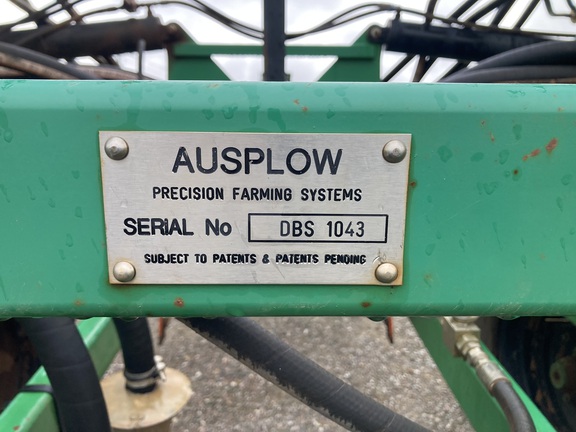 AUSPLOW
PRECISION FARMING SYSTEMS
SERIAL No DBS 1043
SUBJECT TO PATENTS & PATENTS PENDING